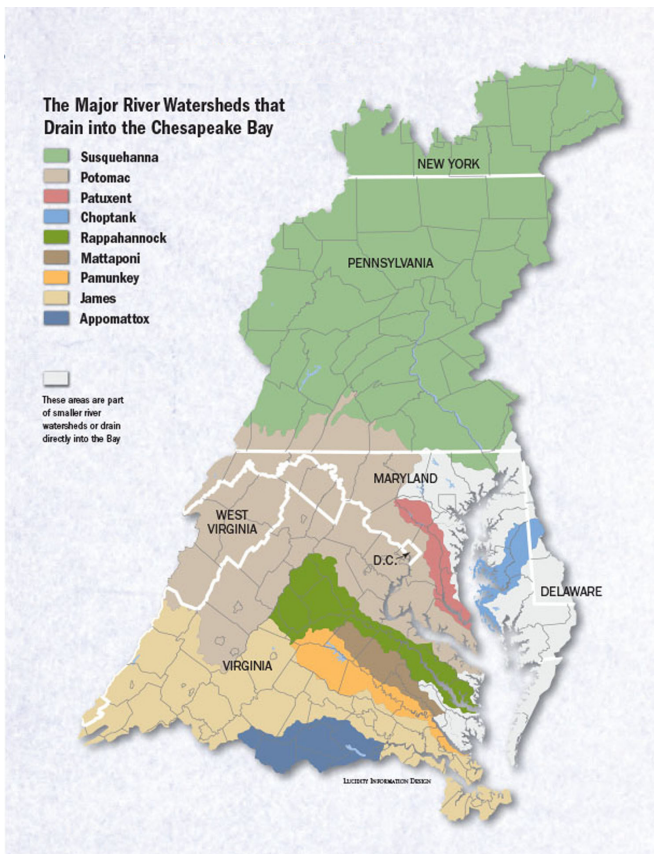 The Major River Watersheds that
Drain into the Chesapeake Bay
Susquehanna
Potomac
Patuxent
Choptank
Rappahannock
Mattaponi
Pamunkey
James
Appomattox
These areas are part
of smaller river
watersheds or drain
directly into the Bay
NEW YORK
PENNSYLVANIA
MARYLAND
WEST
VIRGINIA
D.C.
DELAWARE
VIRGINIA
LUCIDITY INFORMATION DESIGN